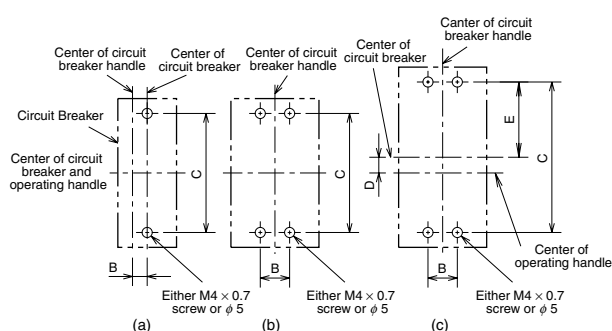 Center of circuit
breaker handle
Center of
circuit breaker
Center of circuit
breaker handle
Canter of circuit
breaker handle
Center of
circuit breaker
Circuit Breaker
Center of circuit
breaker and
operating handle
C
C
E
C
D
B
B
B
Center of
operating handle
Either M4 × 0.7
screw or φ 5
Either M4 × 0.7
screw or φ 5
Either M4 × 0.7
screw or φ 5
(a)
(b)
(c)